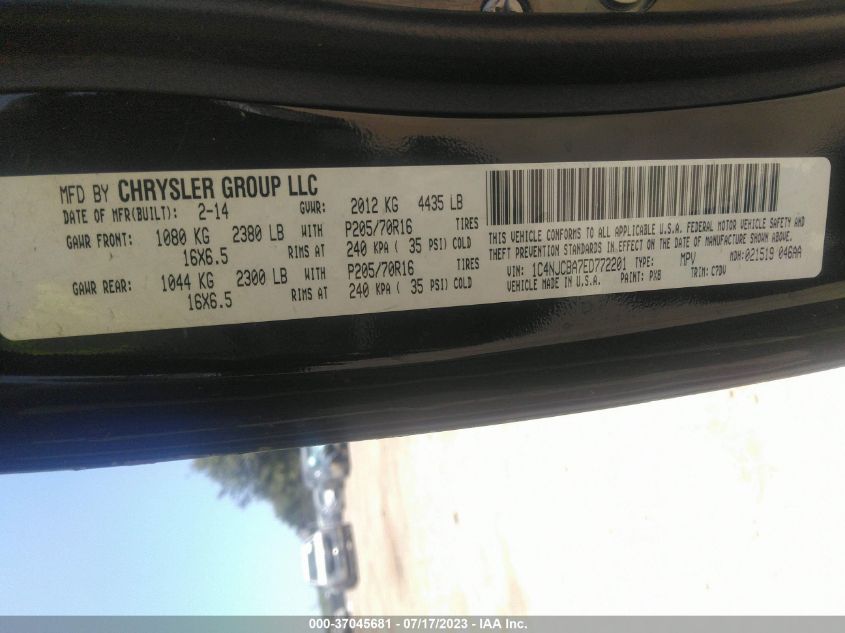 MFD BY CHRYSLER GROUP LLC
DATE OF MFR(BUILT): 2-14 GVWR: 2012 KG 4435 LB
GAWR FRONT: 1080 KG 2380 LB WITH P205/70R16 TIRES
16X6.5 RIMS AT 240 KPA( 35 PSI) COLD
GAWR REAR: 1044 KG 2300 LB WITH P205/70R16 TIRES
16X6.5 RIMS AT 240 KPA ( 35 PSI) COLD
THIS VEHICLE CONFORMS TO ALL APPLICABLE U.S.A. FEDERAL MOTOR VEHICLE SAFETY AND
THEFT PREVENTION STANDARDS IN EFFECT ON THE DATE OF MANUFACTURE SHOWN ABOVE.
VIN: 1C4NJCBA7ED772201 TYPE: MPV MDH:021519 046AA
VEHICLE MADE IN U.S.A. PAINT: PXB TRIM: C7DV
000-37045681 - 07/17/2023 - IAA Inc.